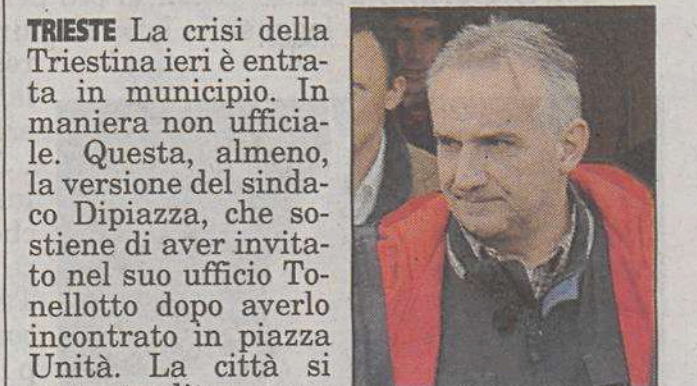 TRIESTE La crisi della
Triestina ieri è entra-
ta in municipio. In
maniera non ufficia-
le. Questa, almeno,
la versione del sinda-
co Dipiazza, che so-
stiene di aver invita-
to nel suo ufficio To-
nellotto dopo averlo
incontrato in piazza
Unità. La città si